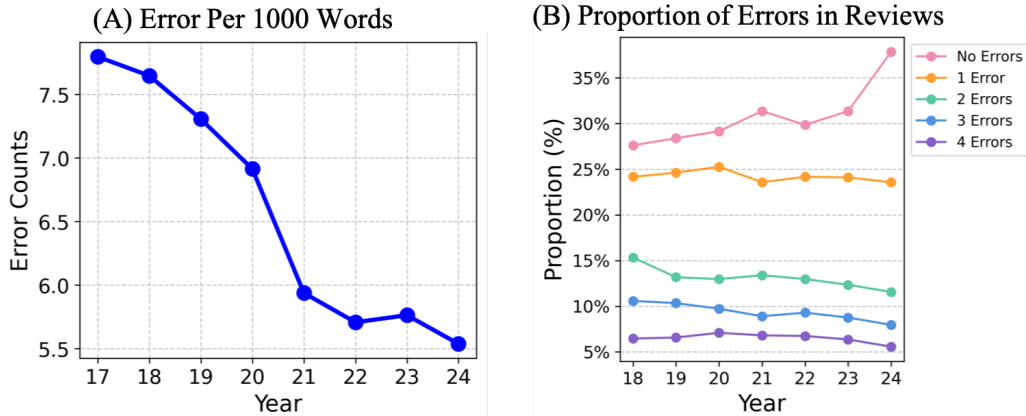 (A) Error Per 1000 Words
Error Counts
7.5
7.0
6.5
6.0
5.5
17 18 19 20 21 22 23 24
Year
(B) Proportion of Errors in Reviews
Proportion (%)
35%
30%
25%
20%
15%
10%
5%
18 19 20 21 22 23 24
Year
No Errors
1 Error
2 Errors
3 Errors
4 Errors